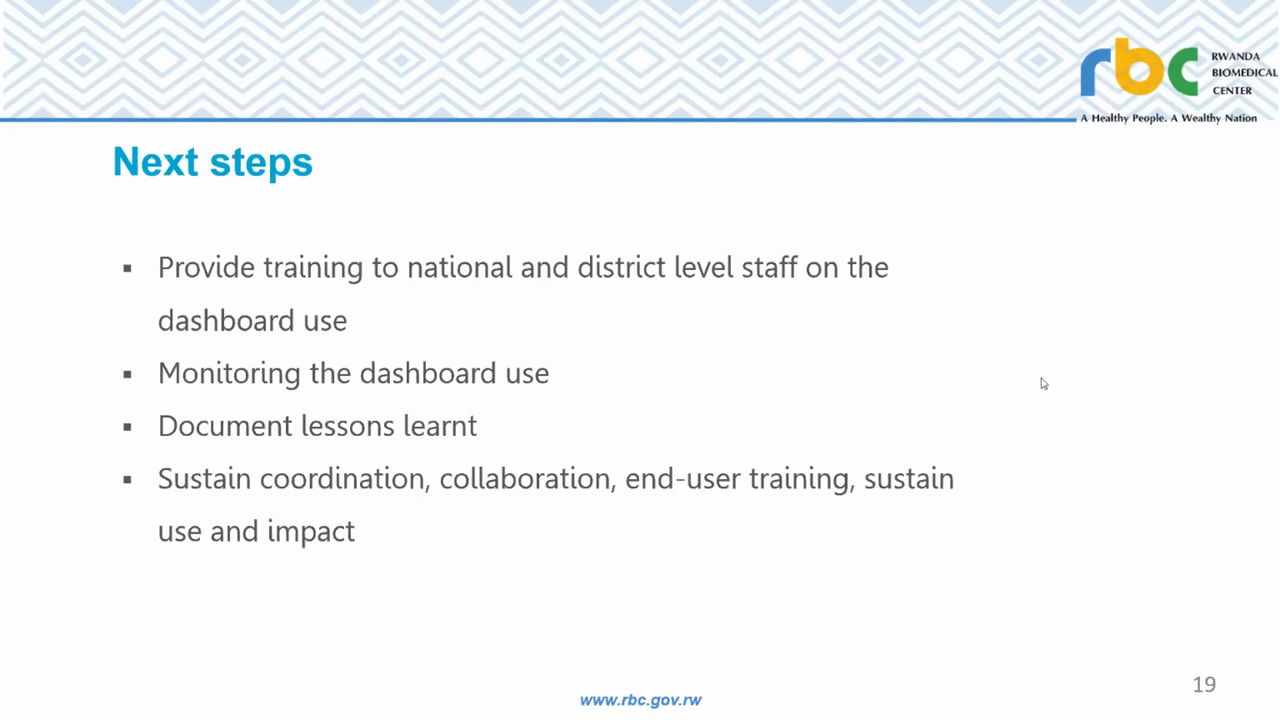 rbc
RWANDA
BIOMEDICAL
CENTER
A Healthy People. A Wealthy Nation
Next steps
▪ Provide training to national and district level staff on the
dashboard use
▪ Monitoring the dashboard use
▪ Document lessons learnt
▪ Sustain coordination, collaboration, end-user training, sustain
use and impact
www.rbc.gov.rw
19